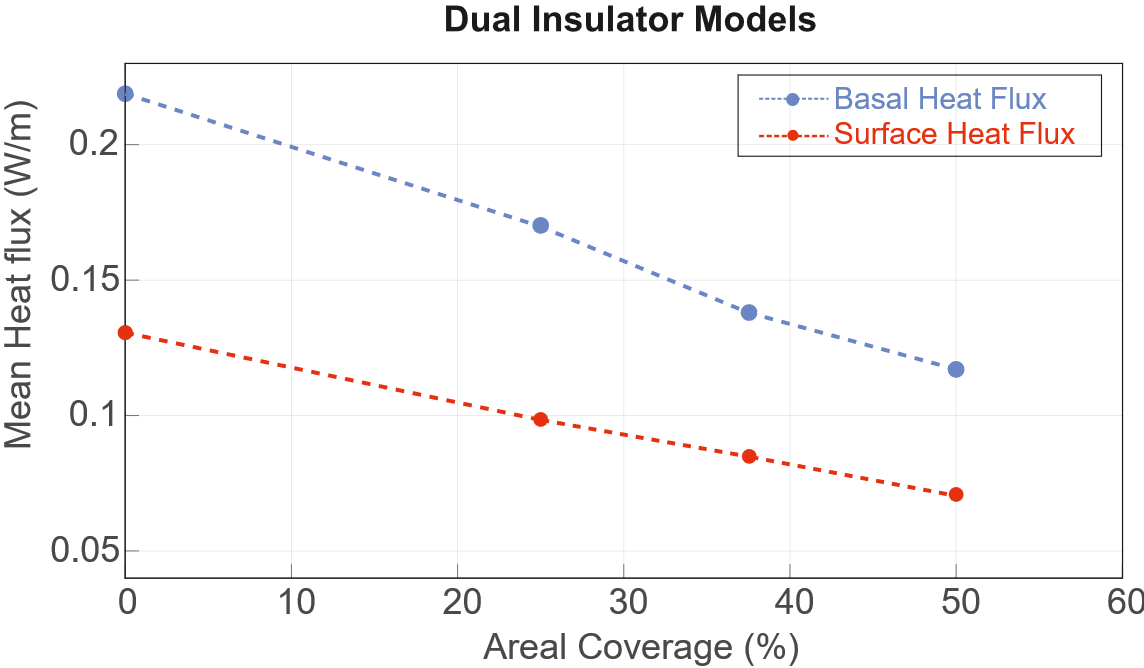 Dual Insulator Models
Basal Heat Flux
Surface Heat Flux
Mean Heat flux (W/m)
0.2
0.15
0.1
0.05
0 10 20 30 40 50 60
Areal Coverage (%)